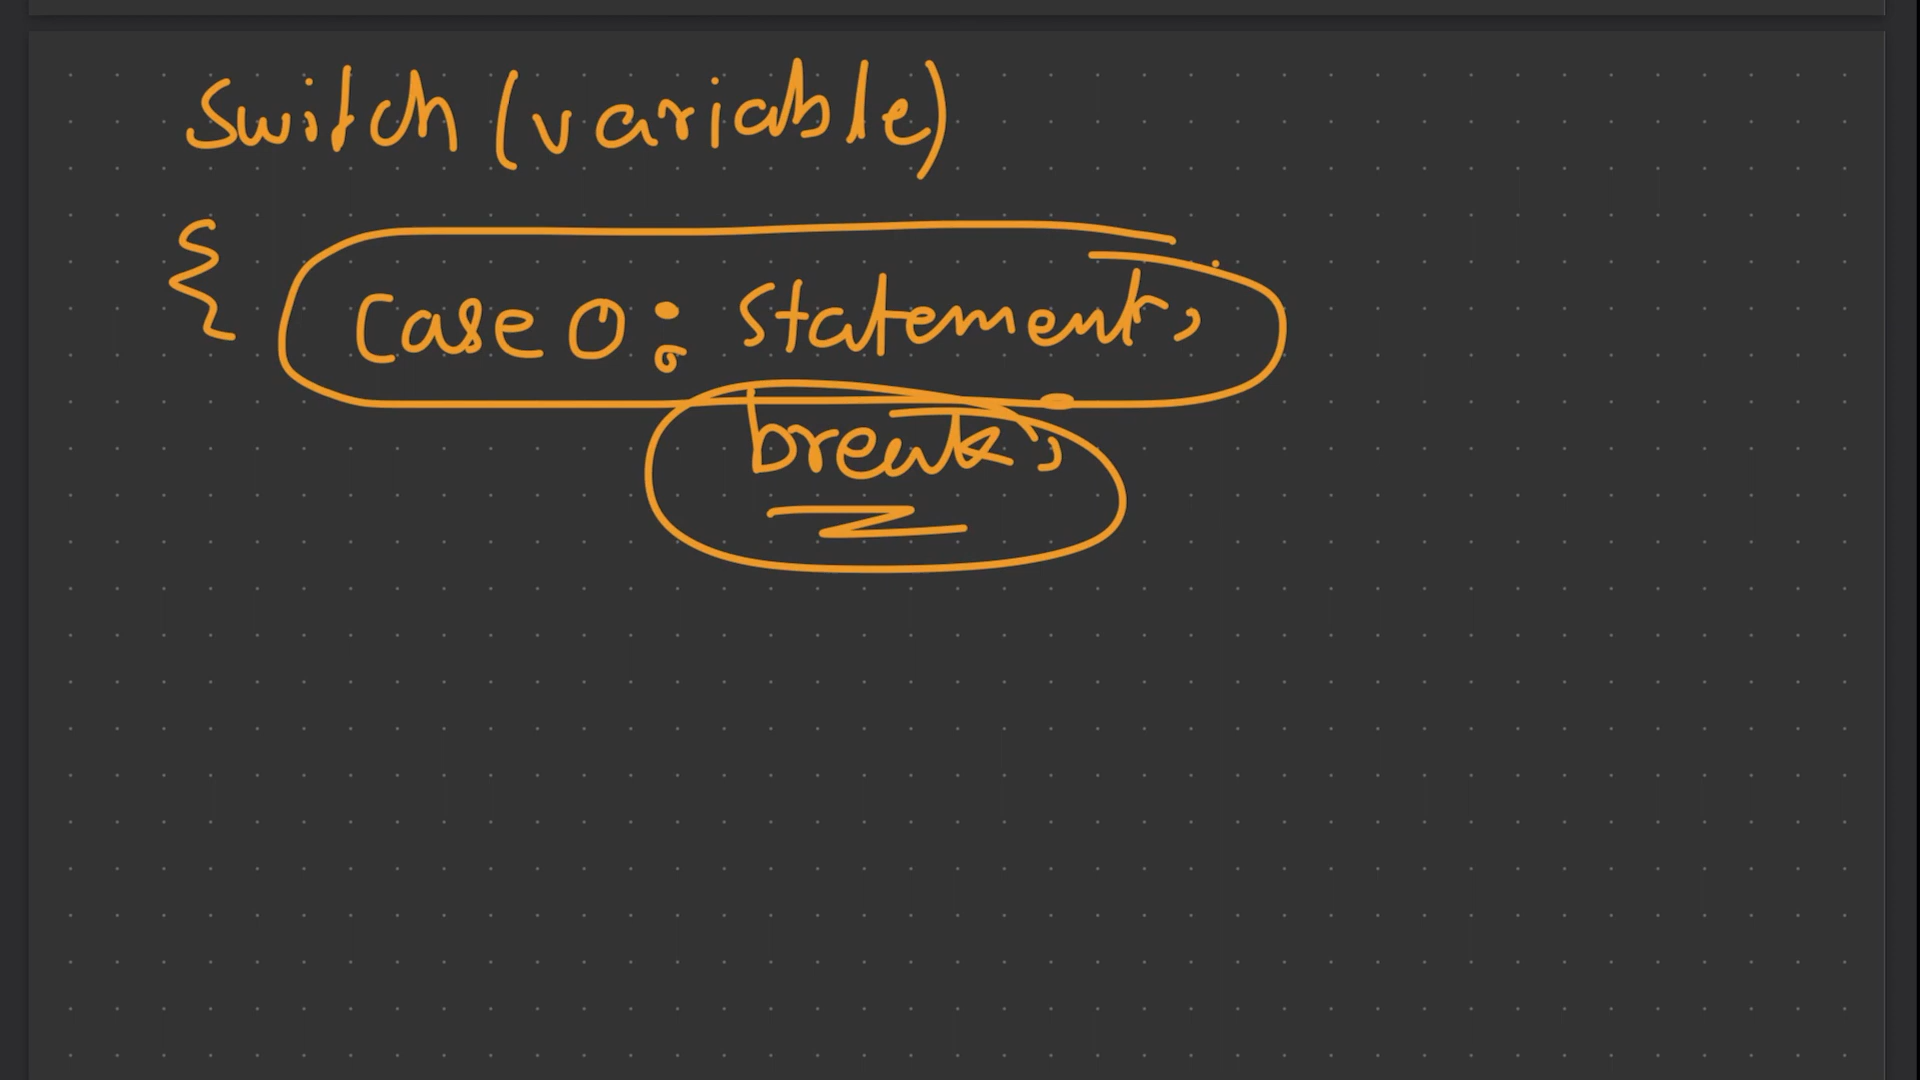 Switch (variable)
{
Case 0: Statement;
break;